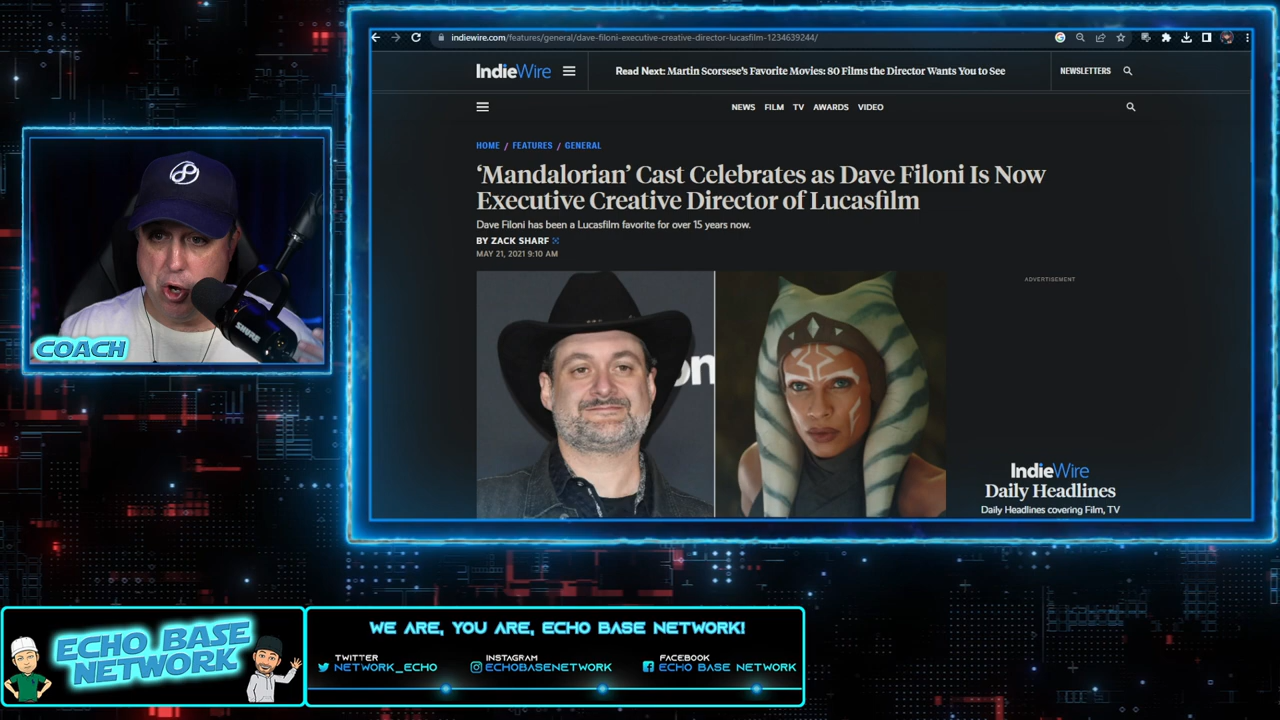 indiewire.com/features/general/dave-filoni-executive-creative-director-lucasfilm-1234639244/
IndieWire
Read Next: Martin Scorsese's Favorite Movies: 80 Films the Director Wants You to See
NEWSLETTERS
NEWS FILM TV AWARDS VIDEO
HOME / FEATURES / GENERAL
‘Mandalorian’ Cast Celebrates as Dave Filoni Is Now
Executive Creative Director of Lucasfilm
Dave Filoni has been a Lucasfilm favorite for over 15 years now.
BY ZACK SHARF
MAY 21, 2021 9:10 AM
ADVERTISEMENT
on
IndieWire
Daily Headlines
Daily Headlines covering Film, TV
SHURE
COACH
ECHO BASE
NETWORK
WE ARE, YOU ARE, ECHO BASE NETWORK!
TWITTER
NETWORK_ECHO
INSTAGRAM
ECHOBASENETWORK
FACEBOOK
ECHO BASE NETWORK